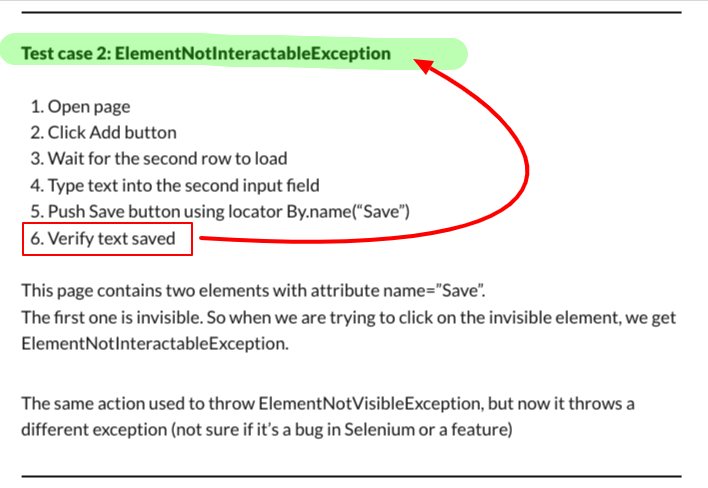 Test case 2: ElementNotInteractableException
1. Open page
2. Click Add button
3. Wait for the second row to load
4. Type text into the second input field
5. Push Save button using locator By.name(“Save”)
6. Verify text saved
This page contains two elements with attribute name=”Save”.
The first one is invisible. So when we are trying to click on the invisible element, we get
ElementNotInteractableException.
The same action used to throw ElementNotVisibleException, but now it throws a
different exception (not sure if it’s a bug in Selenium or a feature)